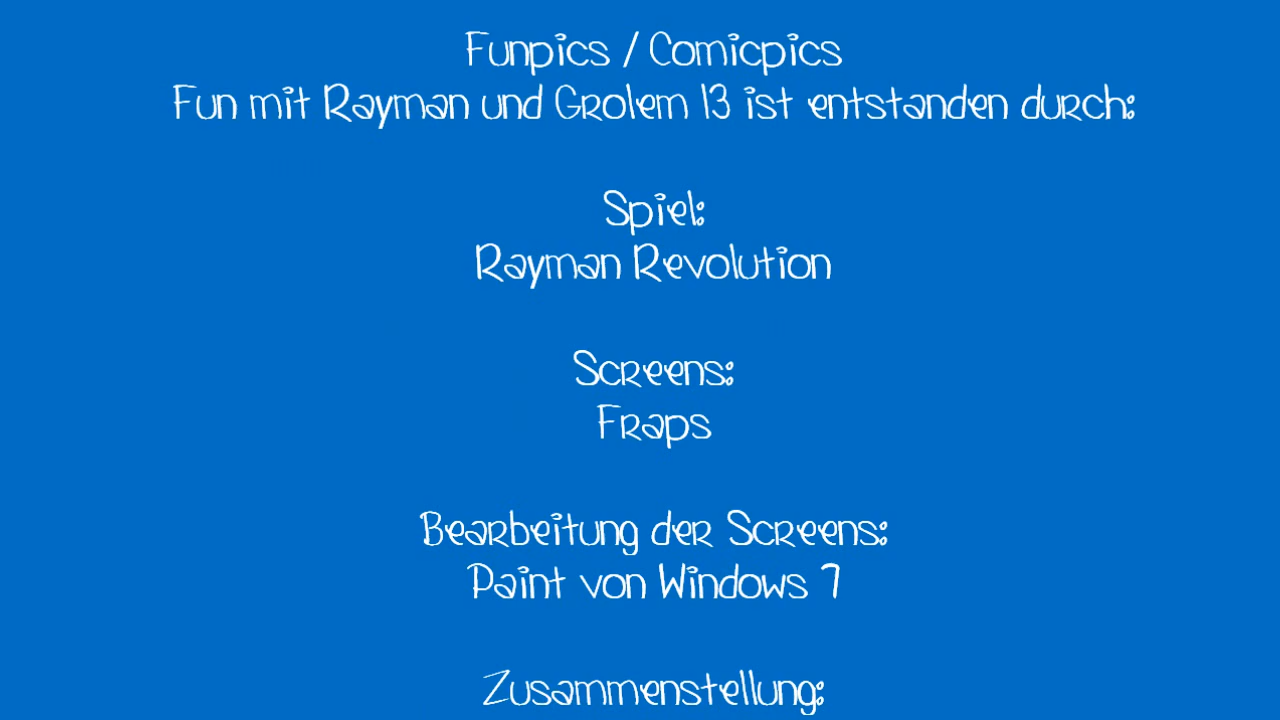 Funpics / Comicpics
Fun mit Rayman und Grolem 13 ist entstanden durch:
Spiel:
Rayman Revolution
Screens:
Fraps
Bearbeitung der Screens:
Paint von Windows 7
Zusammenstellung: